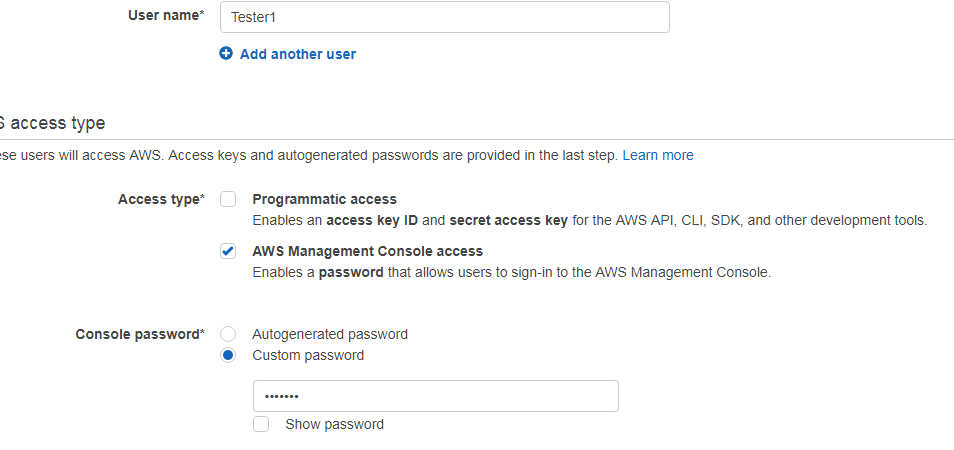 User name* Tester1
Add another user
access type
users will access AWS. Access keys and autogenerated passwords are provided in the last step. Learn more
Access type* Programmatic access
Enables an access key ID and secret access key for the AWS API, CLI, SDK, and other development tools.
AWS Management Console access
Enables a password that allows users to sign-in to the AWS Management Console.
Console password* Autogenerated password
Custom password
•••••••
Show password